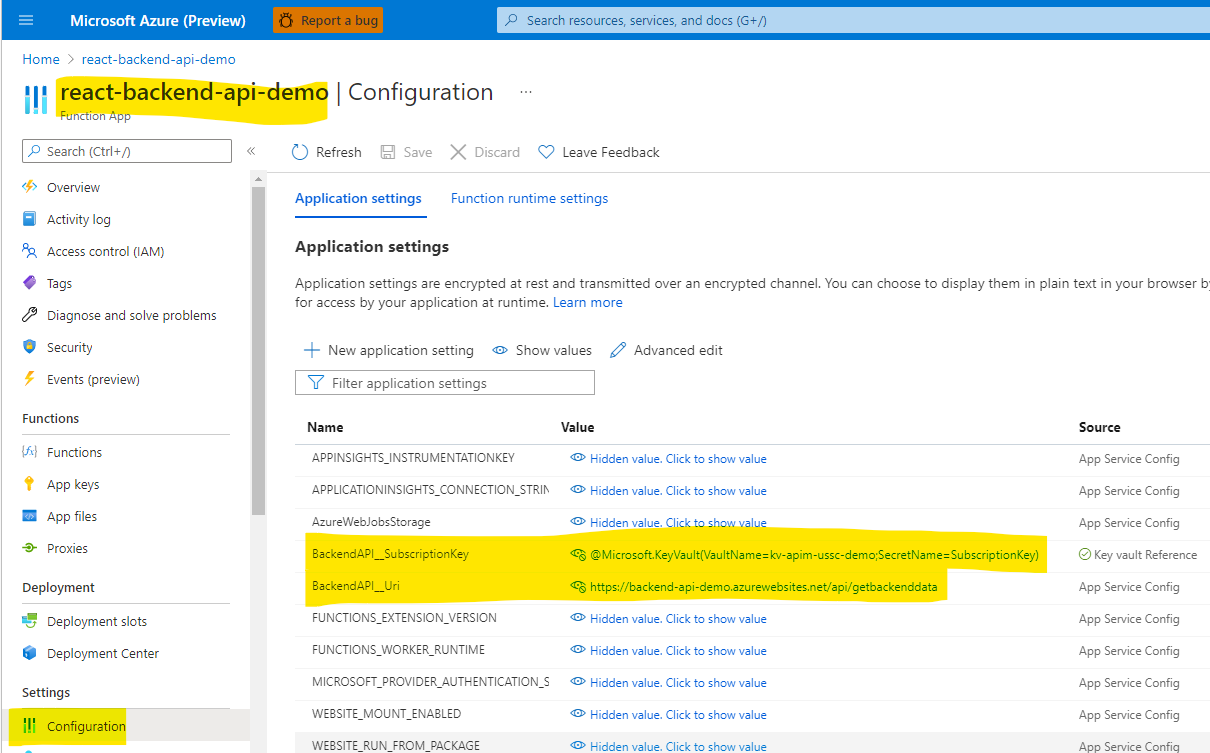 Microsoft Azure (Preview)
Report a bug
Search resources, services, and docs (G+/)
Home > react-backend-api-demo
react-backend-api-demo | Configuration ...
Function App
Search (Ctrl+/)
«
Refresh
Save
Discard
Leave Feedback
Overview
Activity log
Access control (IAM)
Tags
Diagnose and solve problems
Security
Events (preview)
Functions
Functions
App keys
App files
Proxies
Deployment
Deployment slots
Deployment Center
Settings
Configuration
Application settings
Function runtime settings
Application settings
Application settings are encrypted at rest and transmitted over an encrypted channel. You can choose to display them in plain text in your browser
for access by your application at runtime. Learn more
New application setting
Show values
Advanced edit
Filter application settings
Name Value Source
APPINSIGHTS_INSTRUMENTATIONKEY Hidden value. Click to show value App Service Config
APPLICATIONINSIGHTS_CONNECTION_STRIN Hidden value. Click to show value App Service Config
AzureWebJobsStorage Hidden value. Click to show value App Service Config
BackendAPI__SubscriptionKey @Microsoft.KeyVault(VaultName=kv-apim-ussc-demo;SecretName=SubscriptionKey) Key vault Reference
BackendAPI__Uri https://backend-api-demo.azurewebsites.net/api/getbackenddata App Service Config
FUNCTIONS_EXTENSION_VERSION Hidden value. Click to show value App Service Config
FUNCTIONS_WORKER_RUNTIME Hidden value. Click to show value App Service Config
MICROSOFT_PROVIDER_AUTHENTICATION_S Hidden value. Click to show value App Service Config
WEBSITE_MOUNT_ENABLED Hidden value. Click to show value App Service Config
WEBSITE_RUN_FROM_PACKAGE Hidden value. Click to show value App Service Config